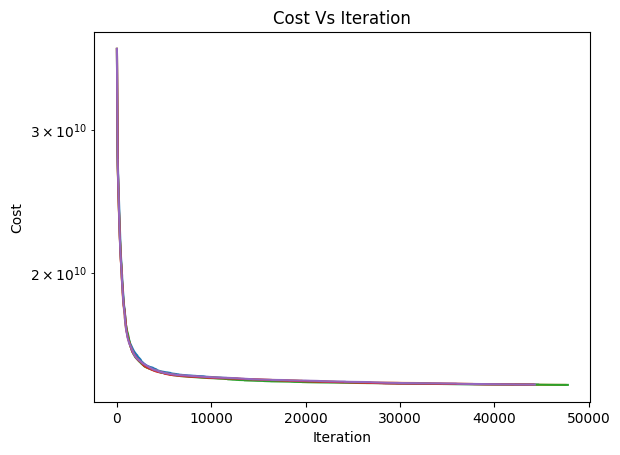 Cost Vs Iteration
3 × 10^10
2 × 10^10
Cost
0 10000 20000 30000 40000 50000
Iteration